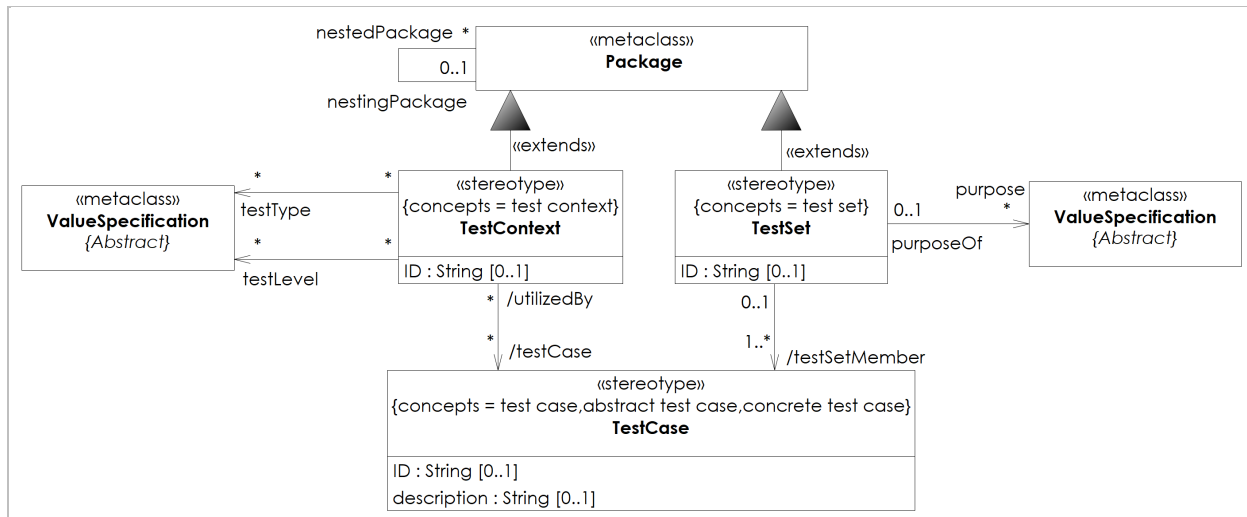 nestedPackage *
0..1
nestingPackage
«metaclass»
Package
«extends»
«extends»
«metaclass»
ValueSpecification
{Abstract}
* *
testType
* *
testLevel
«stereotype»
{concepts = test context}
TestContext
ID : String [0..1]
«stereotype»
{concepts = test set}
TestSet
ID : String [0..1]
purpose
0..1 *
purposeOf
«metaclass»
ValueSpecification
{Abstract}
* /utilizedBy
*
/testCase
0..1
1..*
/testSetMember
«stereotype»
{concepts = test case,abstract test case,concrete test case}
TestCase
ID : String [0..1]
description : String [0..1]